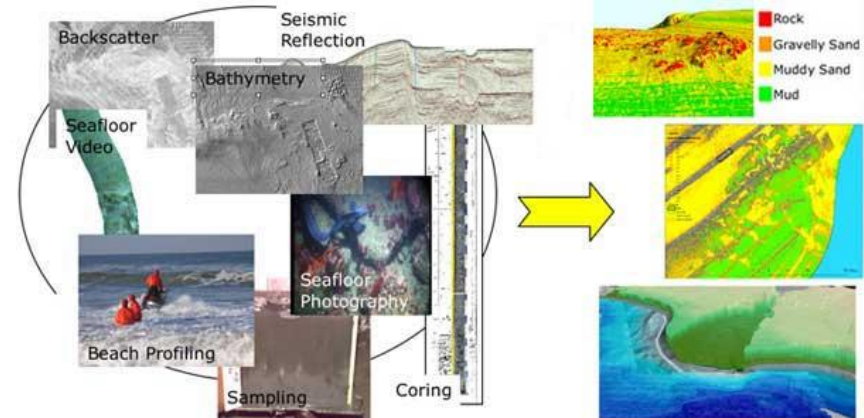 Backscatter
Seismic
Reflection
Bathymetry
Seafloor
Video
Seafloor
Photography
Beach Profiling
Sampling
Coring
Rock
Gravelly Sand
Muddy Sand
Mud